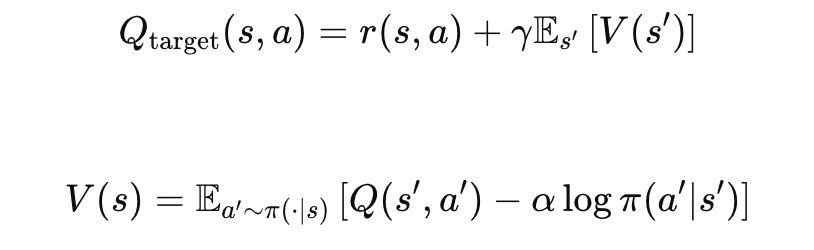 Q_target(s, a) = r(s, a) + γ𝔼_s′ [V(s′)]
V(s) = 𝔼_a′∼π(·|s) [Q(s′, a′) − α log π(a′|s′)]